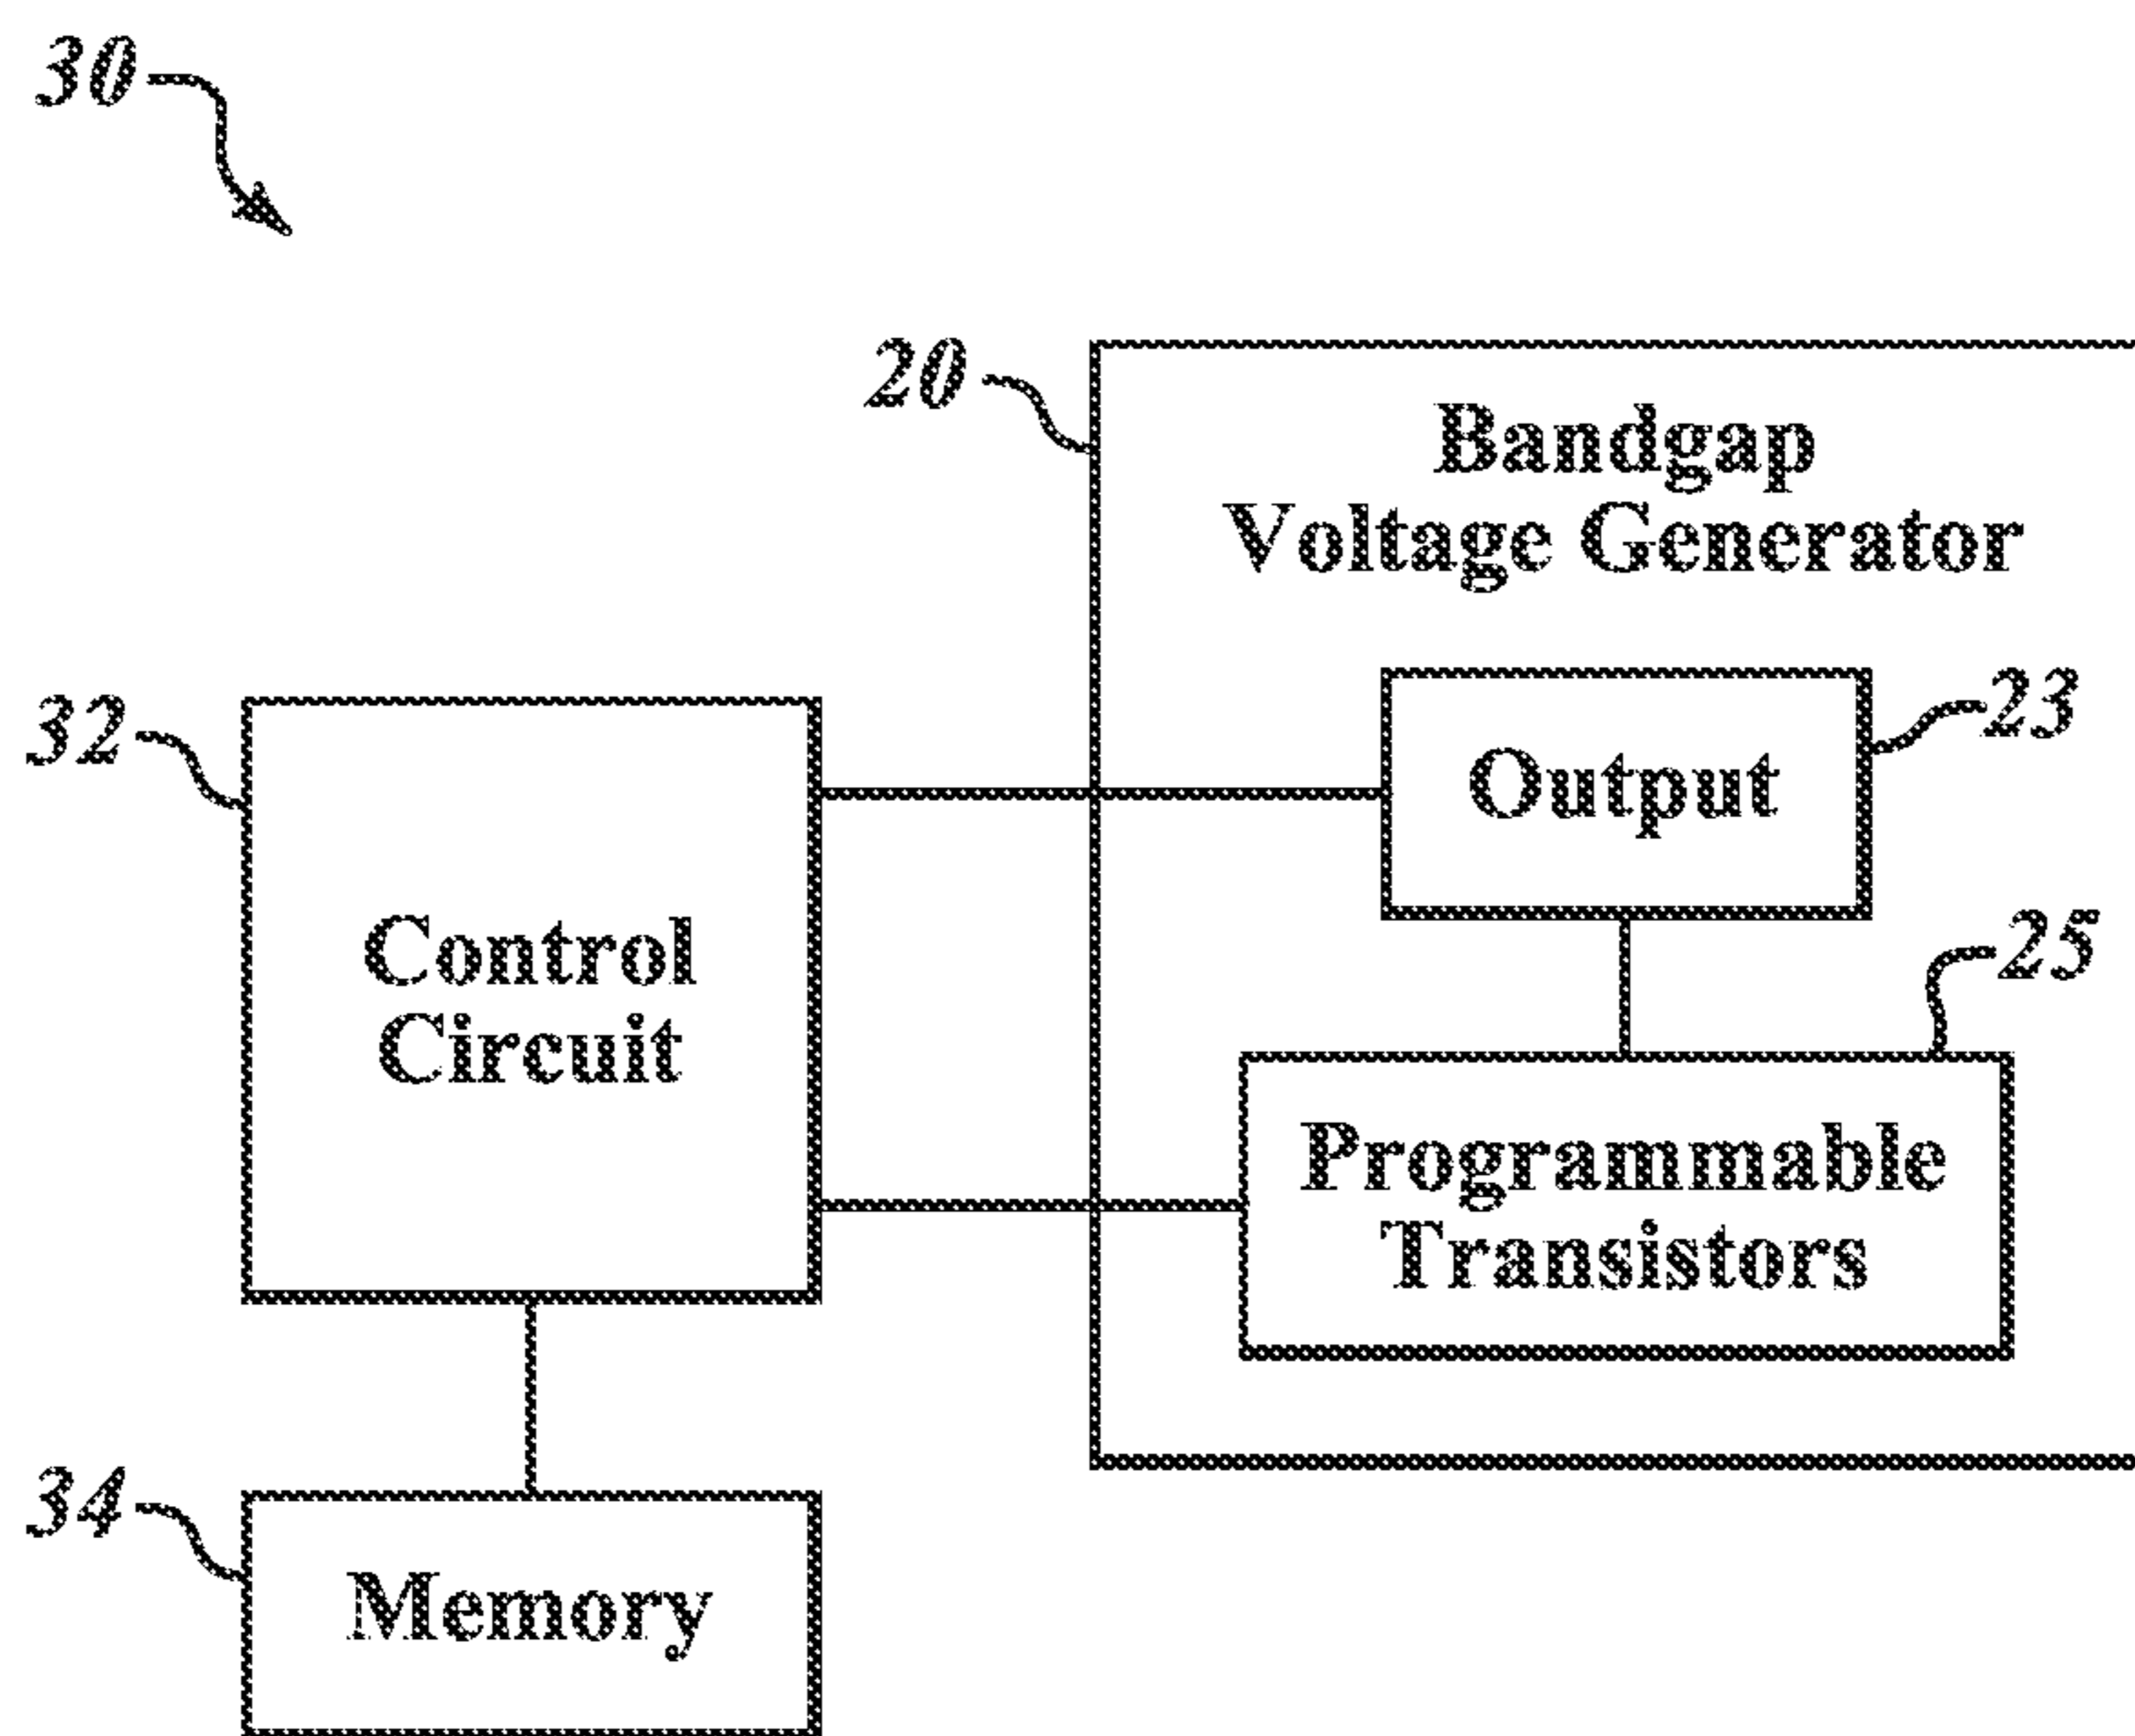 30
20
Bandgap
Voltage Generator
32
23
Output
Control
Circuit
25
Programmable
Transistors
34
Memory